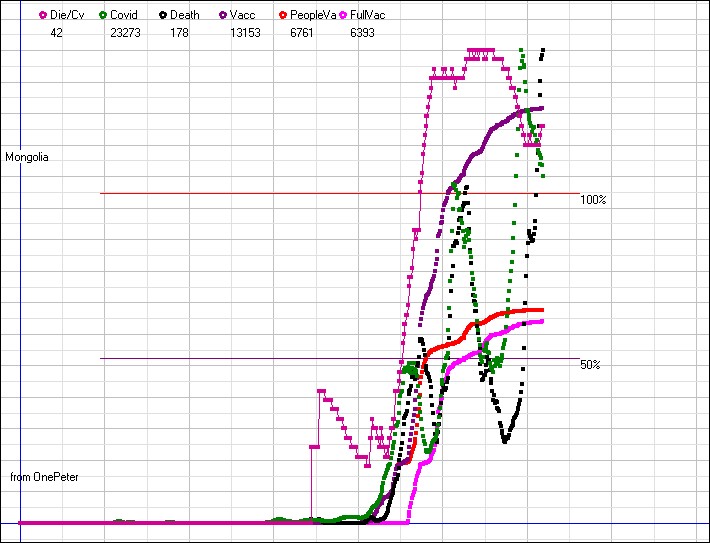 Die/Cv Covid Death Vacc PeopleVa FullVac
42 23273 178 13153 6761 6393
Mongolia
100%
50%
from OnePeter